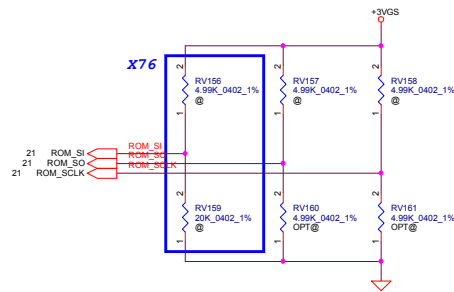 +3VGS
X76
2
2
2
RV156
4.99K_0402_1%
@
RV157
4.99K_0402_1%
@
RV158
4.99K_0402_1%
@
1
1
1
21 ROM_SI ROM_SI
21 ROM_SO ROM_SO
21 ROM_SCLK ROM_SCLK
2
2
2
RV159
20K_0402_1%
@
RV160
4.99K_0402_1%
OPT@
RV161
4.99K_0402_1%
OPT@
1
1
1